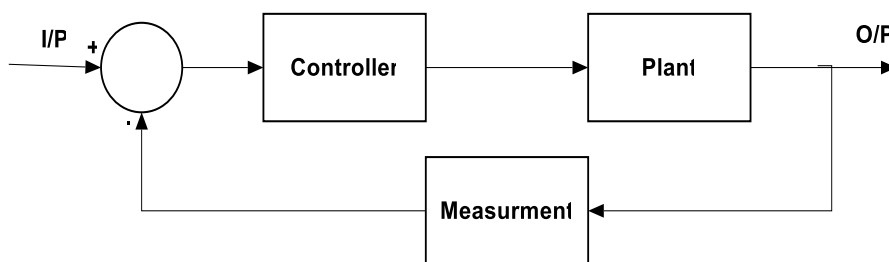 I/P
+
O/P
Controller
Plant
-
Measurment